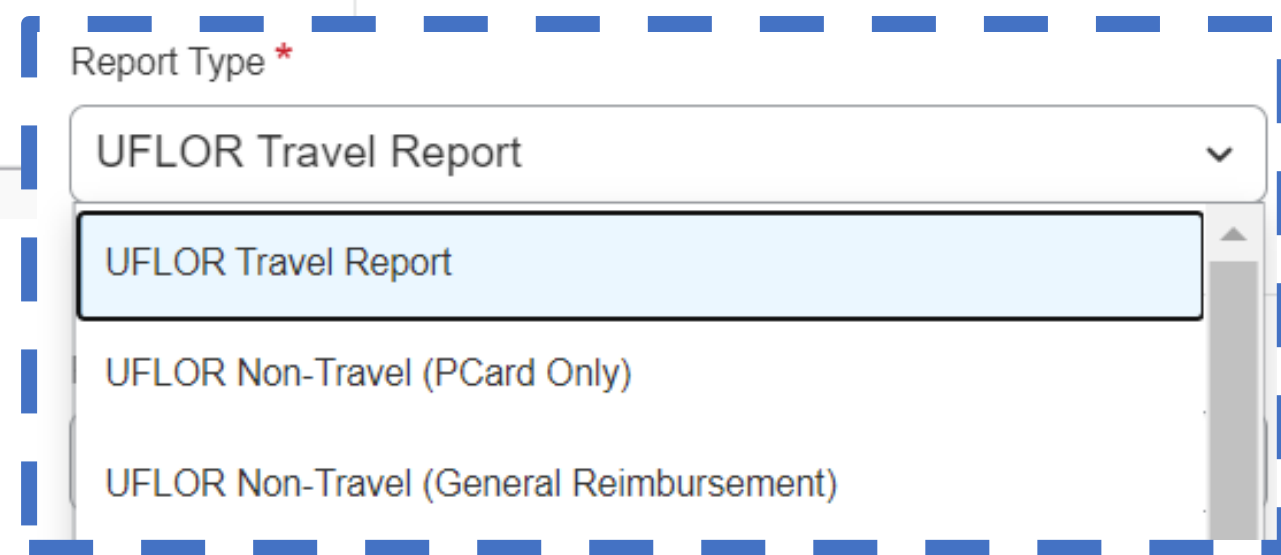 Report Type *
UFLOR Travel Report
UFLOR Travel Report
UFLOR Non-Travel (PCard Only)
UFLOR Non-Travel (General Reimbursement)